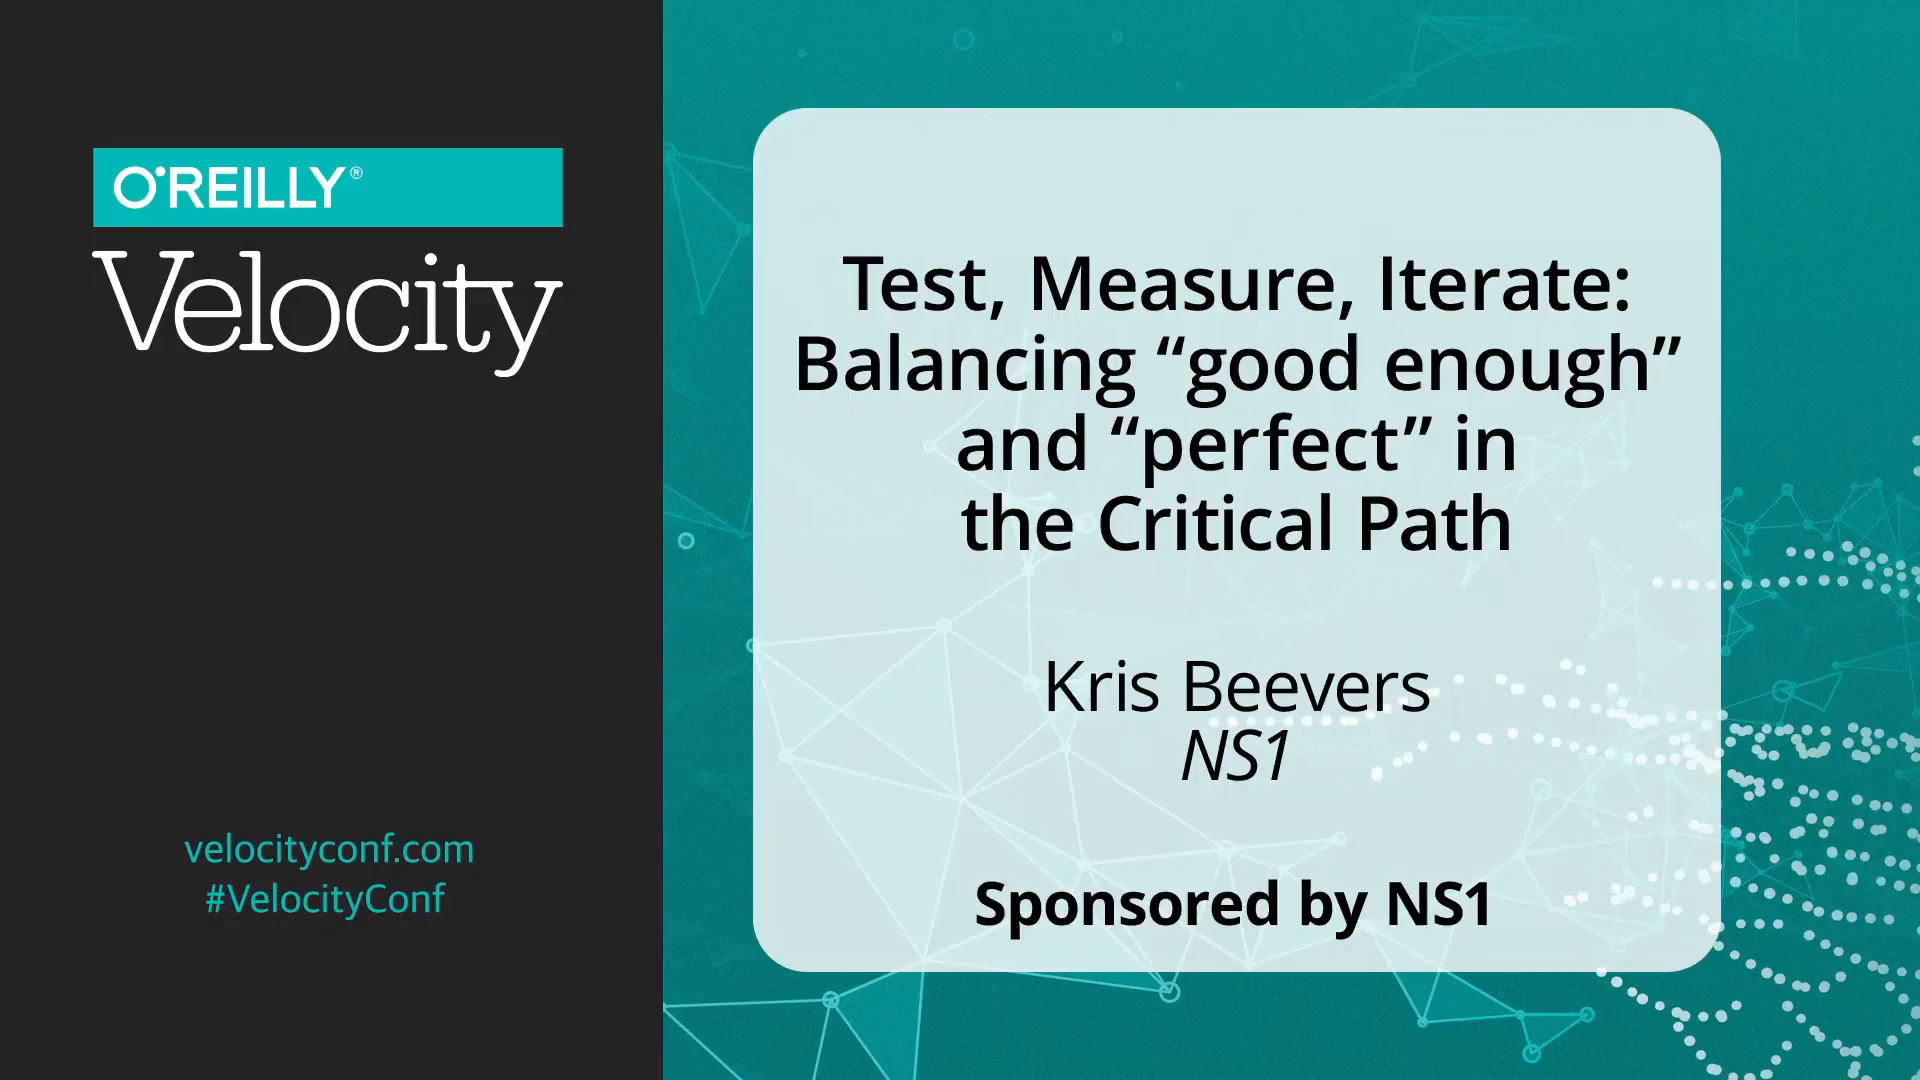 O'REILLY®
Velocity
velocityconf.com
#VelocityConf
Test, Measure, Iterate:
Balancing “good enough”
and “perfect” in
the Critical Path
Kris Beevers
NS1
Sponsored by NS1